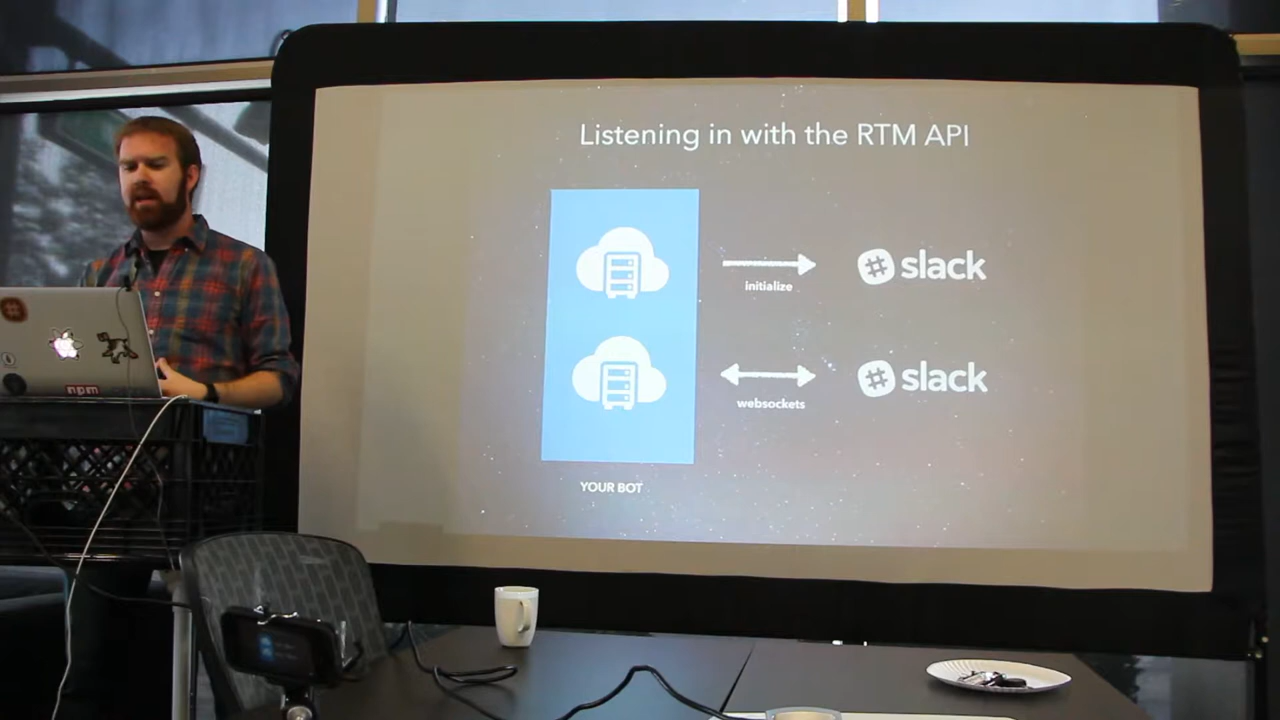 Listening in with the RTM API
initialize
slack
websockets
slack
YOUR BOT
npm